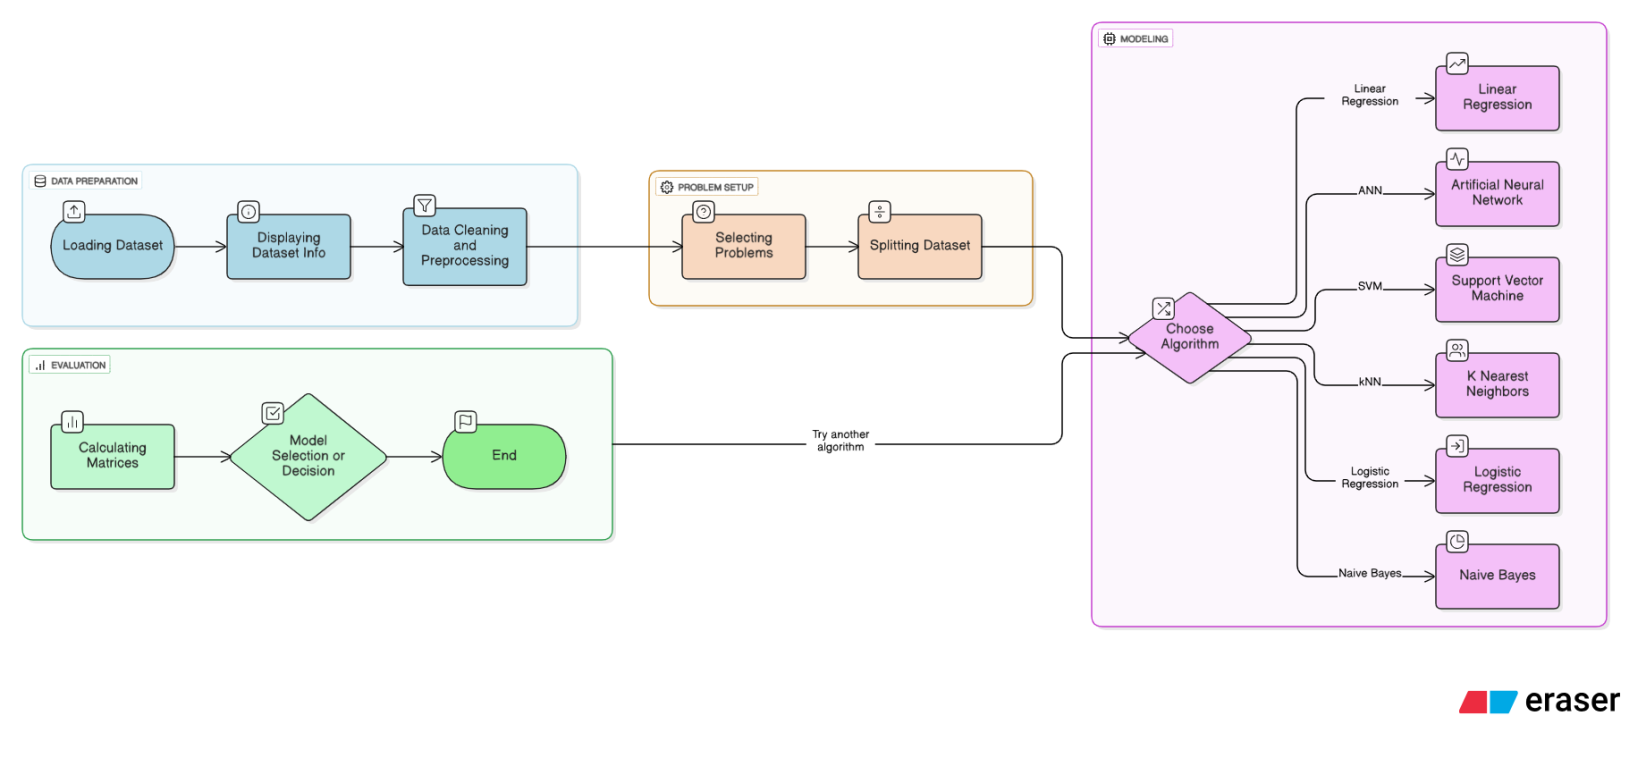 MODELING
Linear
Regression
Linear
Regression
ANN
Artificial Neural
Network
DATA PREPARATION
Loading Dataset
Displaying
Dataset Info
Data Cleaning
and
Preprocessing
PROBLEM SETUP
Selecting
Problems
Splitting Dataset
Choose
Algorithm
SVM
Support Vector
Machine
kNN
K Nearest
Neighbors
Logistic
Regression
Logistic
Regression
Naive Bayes
Naive Bayes
EVALUATION
Calculating
Matrices
Model
Selection or
Decision
End
Try another
algorithm
eraser